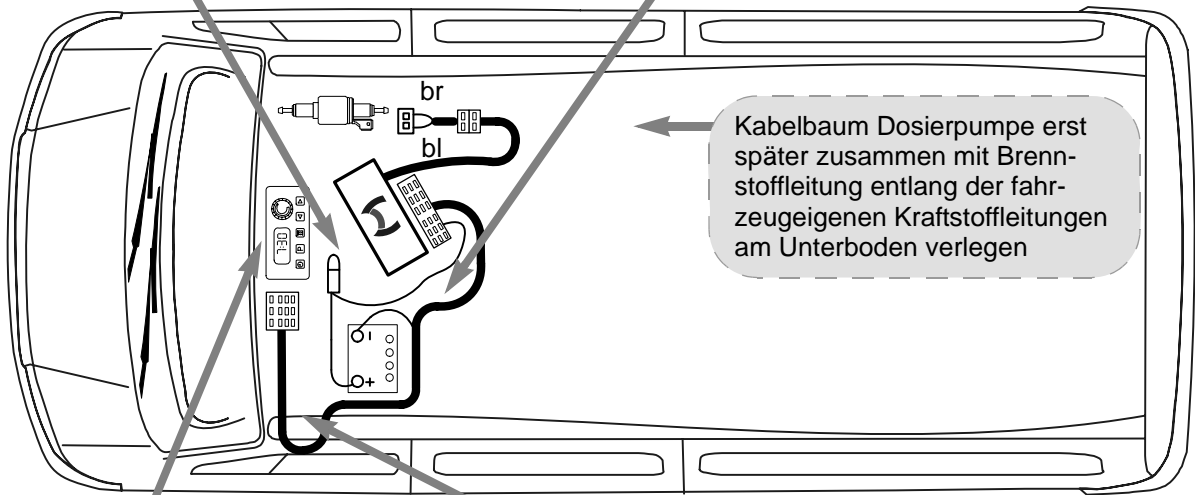 br
bl
Kabelbaum Dosierpumpe erst
später zusammen mit Brenn-
stoffleitung entlang der fahr-
zeugeigenen Kraftstoffleitungen
am Unterboden verlegen
-
+